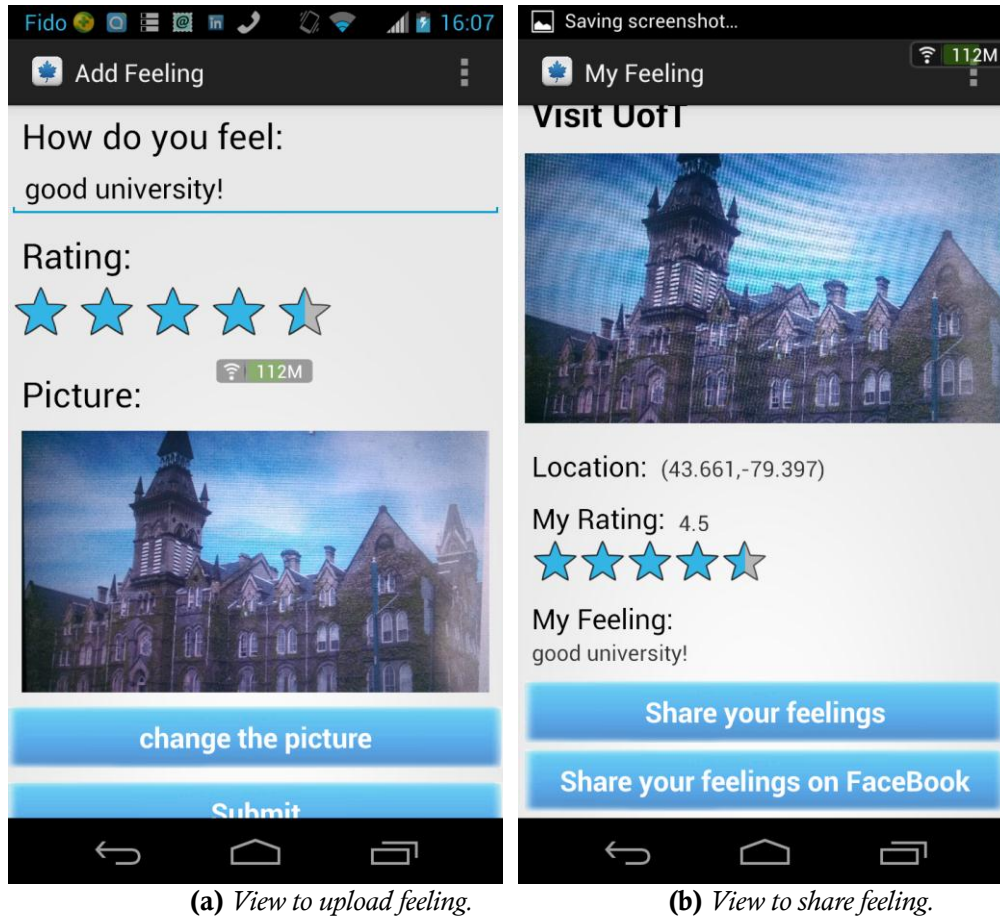 Fido 16:07
Add Feeling
How do you feel:
good university!
Rating:
112M
Picture:
change the picture
Submit
Saving screenshot...
112M
My Feeling
Visit UofT
Location: (43.661,-79.397)
My Rating: 4.5
My Feeling:
good university!
Share your feelings
Share your feelings on FaceBook
(a) View to upload feeling.
(b) View to share feeling.